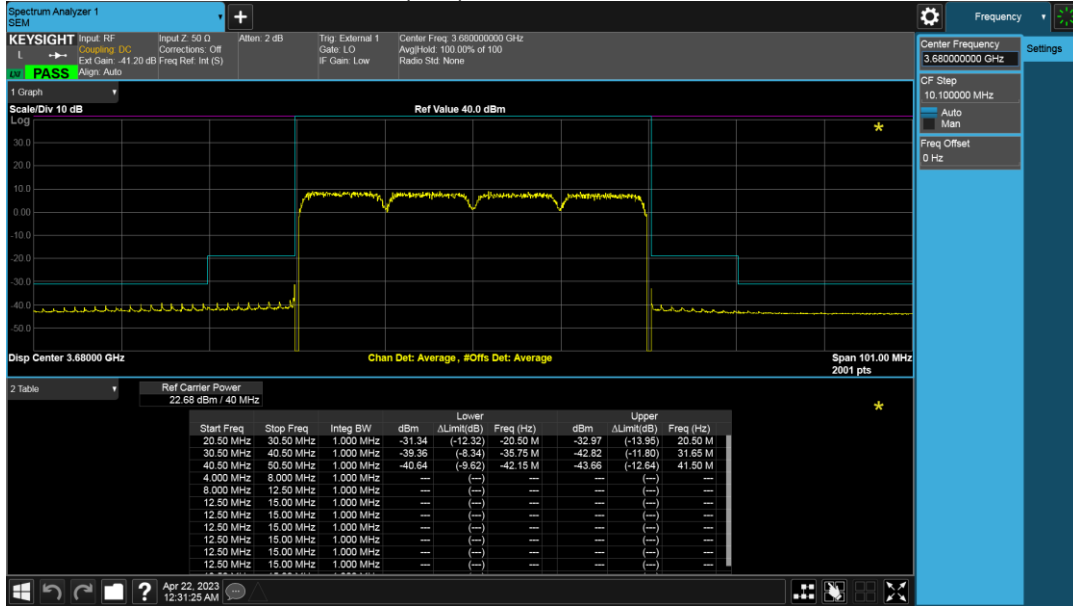 Spectrum Analyzer 1
SEM
Frequency
KEYSIGHT
L
LXI
PASS
Input: RF
Coupling: DC
Ext Gain: -41.20 dB
Align: Auto
Input Z: 50 Ω
Corrections: Off
Freq Ref: Int (S)
Atten: 2 dB
Trig: External 1
Gate: LO
IF Gain: Low
Center Freq: 3.680000000 GHz
Avg|Hold: 100.00% of 100
Radio Std: None
Center Frequency
3.680000000 GHz
Settings
CF Step
10.100000 MHz
Auto
Man
Freq Offset
0 Hz
1 Graph
Scale/Div 10 dB
Ref Value 40.0 dBm
Log
30.0
20.0
10.0
0.00
-10.0
-20.0
-30.0
-40.0
-50.0
Disp Center 3.68000 GHz
Chan Det: Average, #Offs Det: Average
Span 101.00 MHz
2001 pts
2 Table
Ref Carrier Power
22.68 dBm / 40 MHz
Lower Upper
Start Freq Stop Freq Integ BW dBm ΔLimit(dB) Freq (Hz) dBm ΔLimit(dB) Freq (Hz)
20.50 MHz 30.50 MHz 1.000 MHz -31.34 (-12.32) -20.50 M -32.97 (-13.95) 20.50 M
30.50 MHz 40.50 MHz 1.000 MHz -39.36 (-8.34) -35.75 M -42.82 (-11.80) 31.65 M
40.50 MHz 50.50 MHz 1.000 MHz -40.64 (-9.62) -42.15 M -43.66 (-12.64) 41.50 M
4.000 MHz 8.000 MHz 1.000 MHz --- (---) --- --- (---) ---
8.000 MHz 12.50 MHz 1.000 MHz --- (---) --- --- (---) ---
12.50 MHz 15.00 MHz 1.000 MHz --- (---) --- --- (---) ---
12.50 MHz 15.00 MHz 1.000 MHz --- (---) --- --- (---) ---
12.50 MHz 15.00 MHz 1.000 MHz --- (---) --- --- (---) ---
12.50 MHz 15.00 MHz 1.000 MHz --- (---) --- --- (---) ---
12.50 MHz 15.00 MHz 1.000 MHz --- (---) --- --- (---) ---
Apr 22, 2023
12:31:25 AM